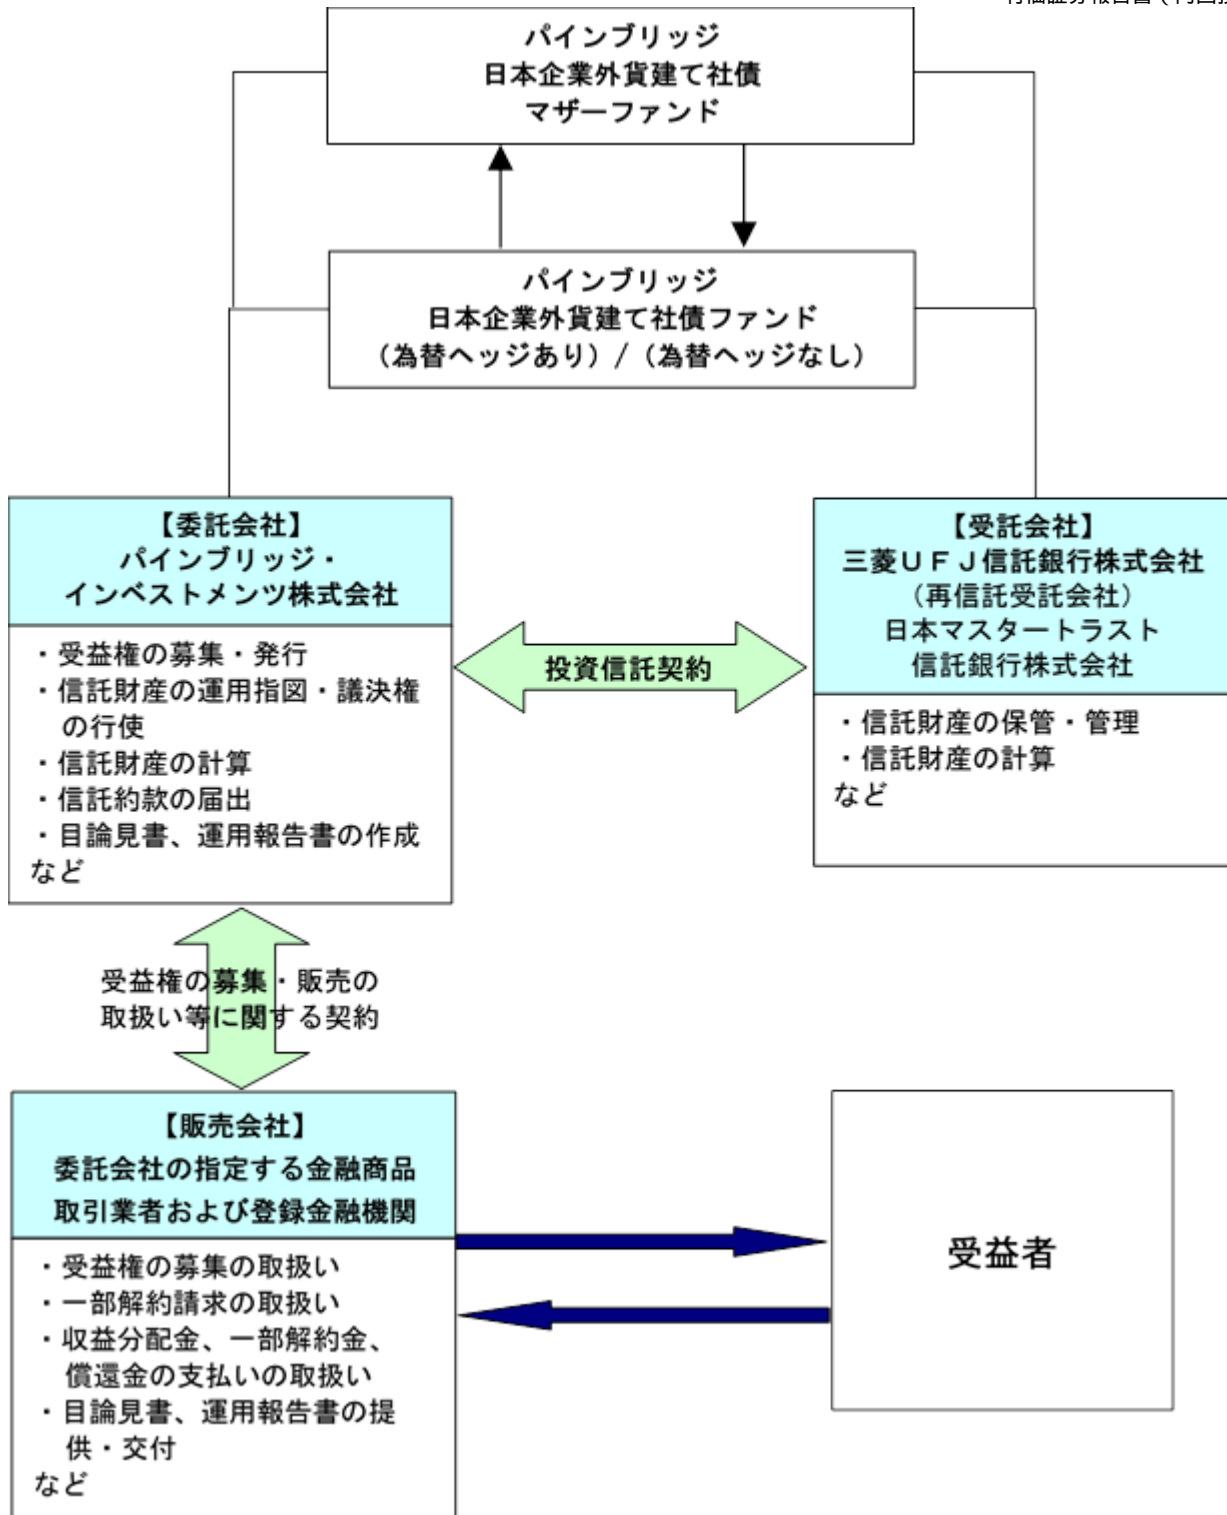 パインブリッジ
日本企業外貨建て社債
マザーファンド
パインブリッジ
日本企業外貨建て社債ファンド
（為替ヘッジあり）/（為替ヘッジなし）
【委託会社】
パインブリッジ・
インベストメンツ株式会社
・受益権の募集・発行
・信託財産の運用指図・議決権
の行使
・信託財産の計算
・信託約款の届出
・目論見書、運用報告書の作成
など
投資信託契約
【受託会社】
三菱ＵＦＪ信託銀行株式会社
（再信託受託会社）
日本マスタートラスト
信託銀行株式会社
・信託財産の保管・管理
・信託財産の計算
など
受益権の募集・販売の
取扱い等に関する契約
【販売会社】
委託会社の指定する金融商品
取引業者および登録金融機関
・受益権の募集の取扱い
・一部解約請求の取扱い
・収益分配金、一部解約金、
償還金の支払いの取扱い
・目論見書、運用報告書の提
供・交付
など
受益者